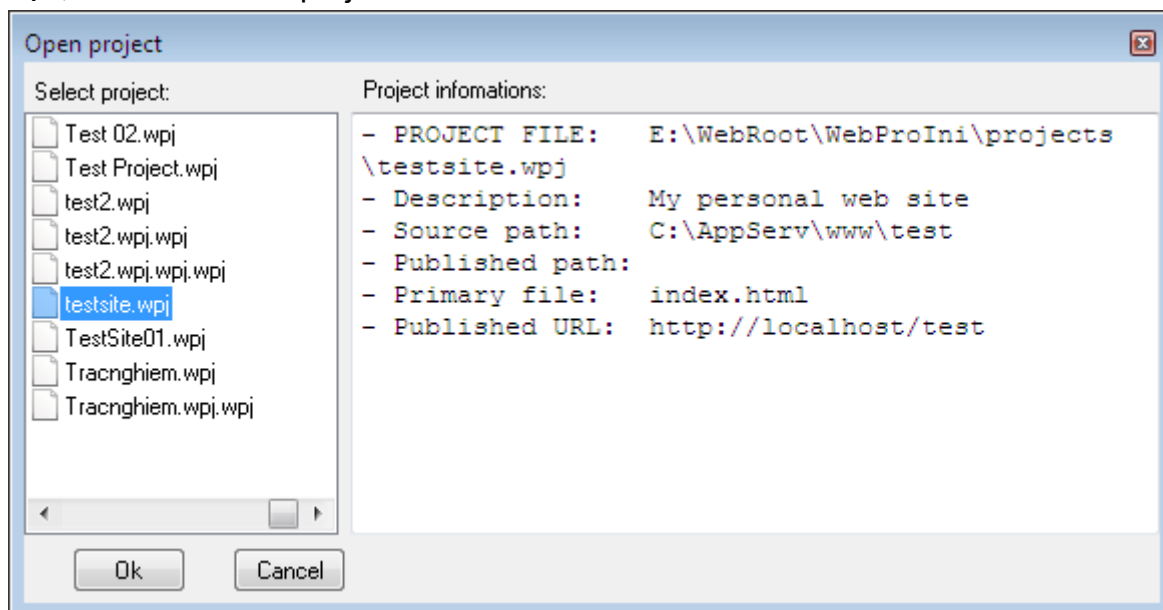 Open project
Select project:
Test 02.wpj
Test Project.wpj
test2.wpj
test2.wpj.wpj
test2.wpj.wpj.wpj
testsite.wpj
TestSite01.wpj
Tracnghiem.wpj
Tracnghiem.wpj.wpj
Project infomations:
- PROJECT FILE: E:\WebRoot\WebProIni\projects
\testsite.wpj
- Description: My personal web site
- Source path: C:\AppServ\www\test
- Published path:
- Primary file: index.html
- Published URL: http://localhost/test
Ok
Cancel